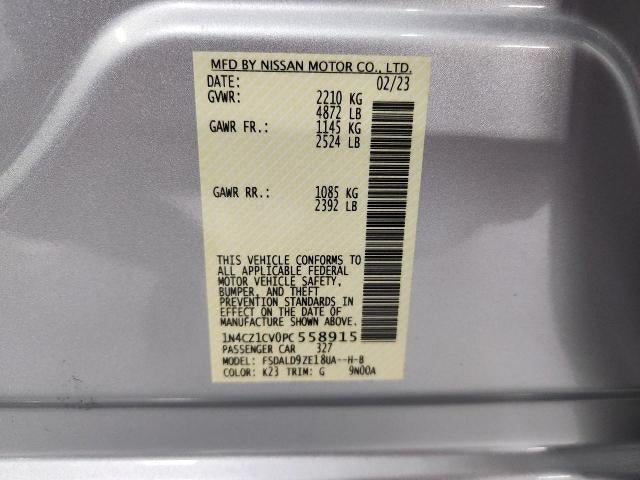 MFD BY NISSAN MOTOR CO., LTD.
DATE: 02/23
GVWR: 2210 KG
4872 LB
GAWR FR.: 1145 KG
2524 LB
GAWR RR.: 1085 KG
2392 LB
THIS VEHICLE CONFORMS TO
ALL APPLICABLE FEDERAL
MOTOR VEHICLE SAFETY,
BUMPER, AND THEFT
PREVENTION STANDARDS IN
EFFECT ON THE DATE OF
MANUFACTURE SHOWN ABOVE.
1N4CZ1CV0PC558915
PASSENGER CAR 327
MODEL: FSDALD9ZE18UA--H-B
COLOR: K23 TRIM: G 9N00A